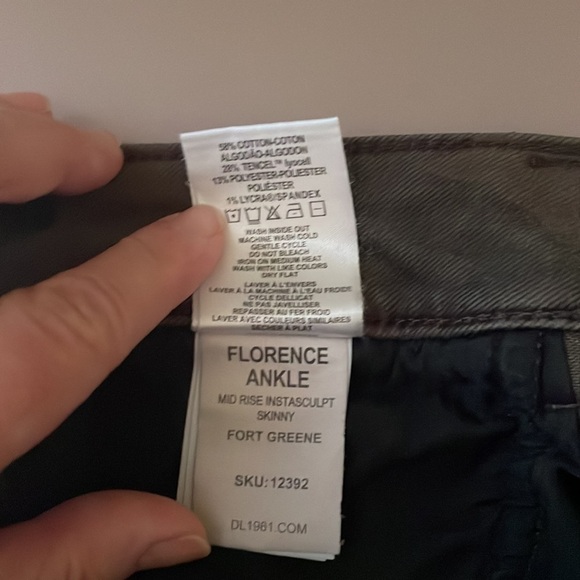 58% COTTON-COTON
ALGODÃO-ALGODON
28% TENCEL™ lyocell
13% POLYESTER-POLIESTER
POLIÉSTER
1% LYCRA®/SPANDEX
WASH INSIDE OUT
MACHINE WASH COLD
GENTLE CYCLE
DO NOT BLEACH
IRON ON MEDIUM HEAT
WASH WITH LIKE COLORS
DRY FLAT
LAVER À L'ENVERS
LAVER À LA MACHINE À L'EAU FROIDE
CYCLE DELLICAT
NE PAS JAVELLISER
REPASSER AU FER FROID
LAVER AVEC COULEURS SIMILAIRES
SÉCHER À PLAT
FLORENCE
ANKLE
MID RISE INSTASCULPT
SKINNY
FORT GREENE
SKU:12392
DL1961.COM